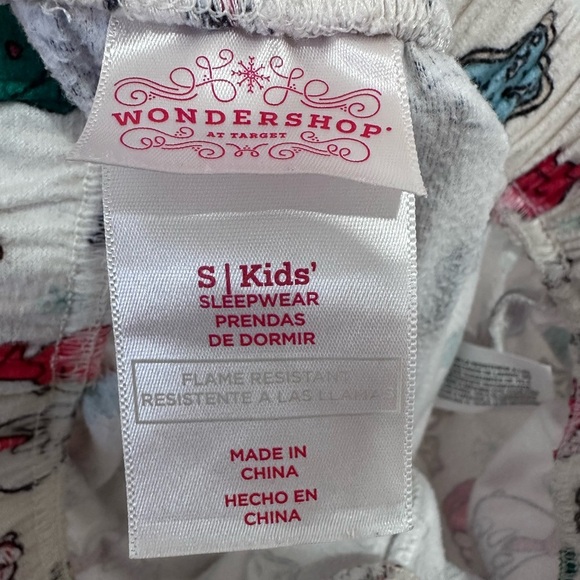 WONDERSHOP
AT TARGET
S | Kids'
SLEEPWEAR
PRENDAS
DE DORMIR
FLAME RESISTANT
RESISTENTE A LAS LLAMAS
MADE IN
CHINA
HECHO EN
CHINA